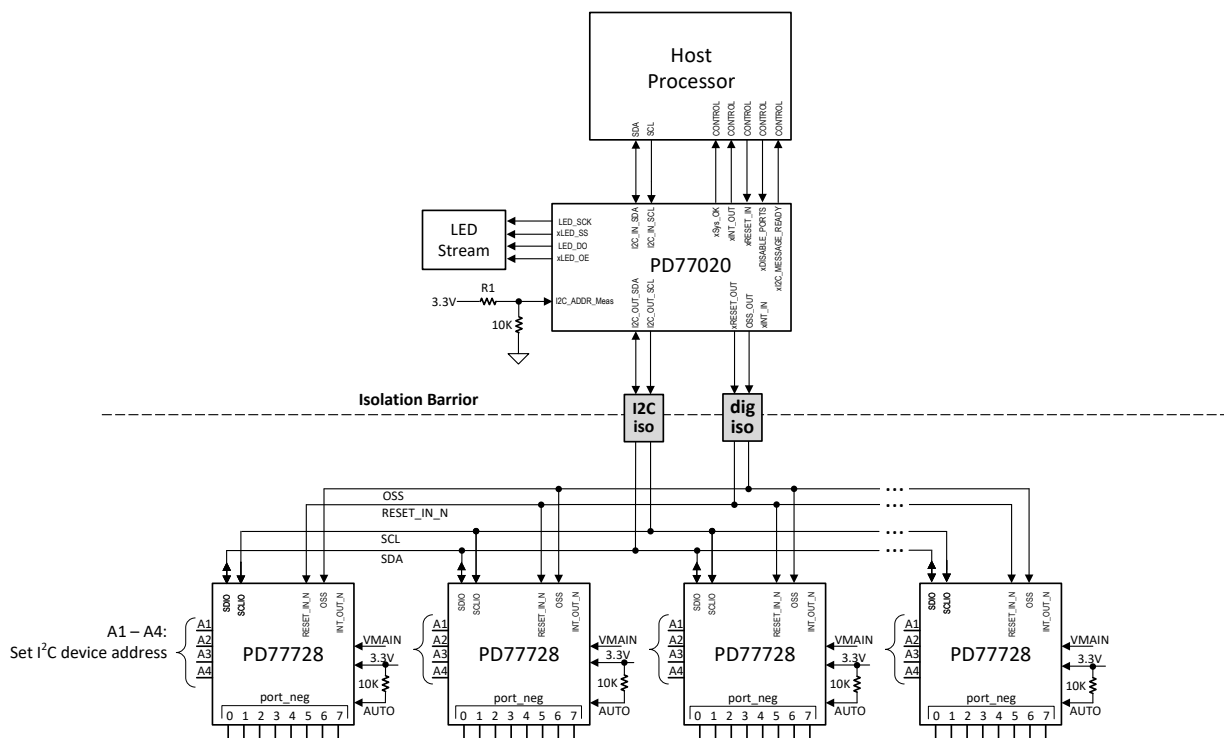 Host
Processor
SDA
SCL
CONTROL
CONTROL
CONTROL
CONTROL
CONTROL
LED
Stream
LED_SCK
xLED_SS
LED_DO
xLED_OE
I2C_IN_SDA
I2C_IN_SCL
xSys_OK
xINT_OUT
xRESET_IN
xDISABLE_PORTS
xI2C_MESSAGE_READY
PD77020
3.3V
R1
10K
I2C_ADDR_Meas
I2C_OUT_SDA
I2C_OUT_SCL
xRESET_OUT
OSS_OUT
xINT_IN
Isolation Barrier
I2C
iso
dig
iso
OSS
...
RESET_IN_N
...
SCL
...
SDA
...
A1 – A4:
Set I²C device address
SDIO
SCLIO
RESET_IN_N
OSS
INT_OUT_N
A1
A2
A3
A4
PD77728
VMAIN
3.3V
10K
AUTO
port_neg
0 1 2 3 4 5 6 7
SDIO
SCLIO
RESET_IN_N
OSS
INT_OUT_N
A1
A2
A3
A4
PD77728
VMAIN
3.3V
10K
AUTO
port_neg
0 1 2 3 4 5 6 7
SDIO
SCLIO
RESET_IN_N
OSS
INT_OUT_N
A1
A2
A3
A4
PD77728
VMAIN
3.3V
10K
AUTO
port_neg
0 1 2 3 4 5 6 7
SDIO
SCLIO
RESET_IN_N
OSS
INT_OUT_N
A1
A2
A3
A4
PD77728
VMAIN
3.3V
10K
AUTO
port_neg
0 1 2 3 4 5 6 7